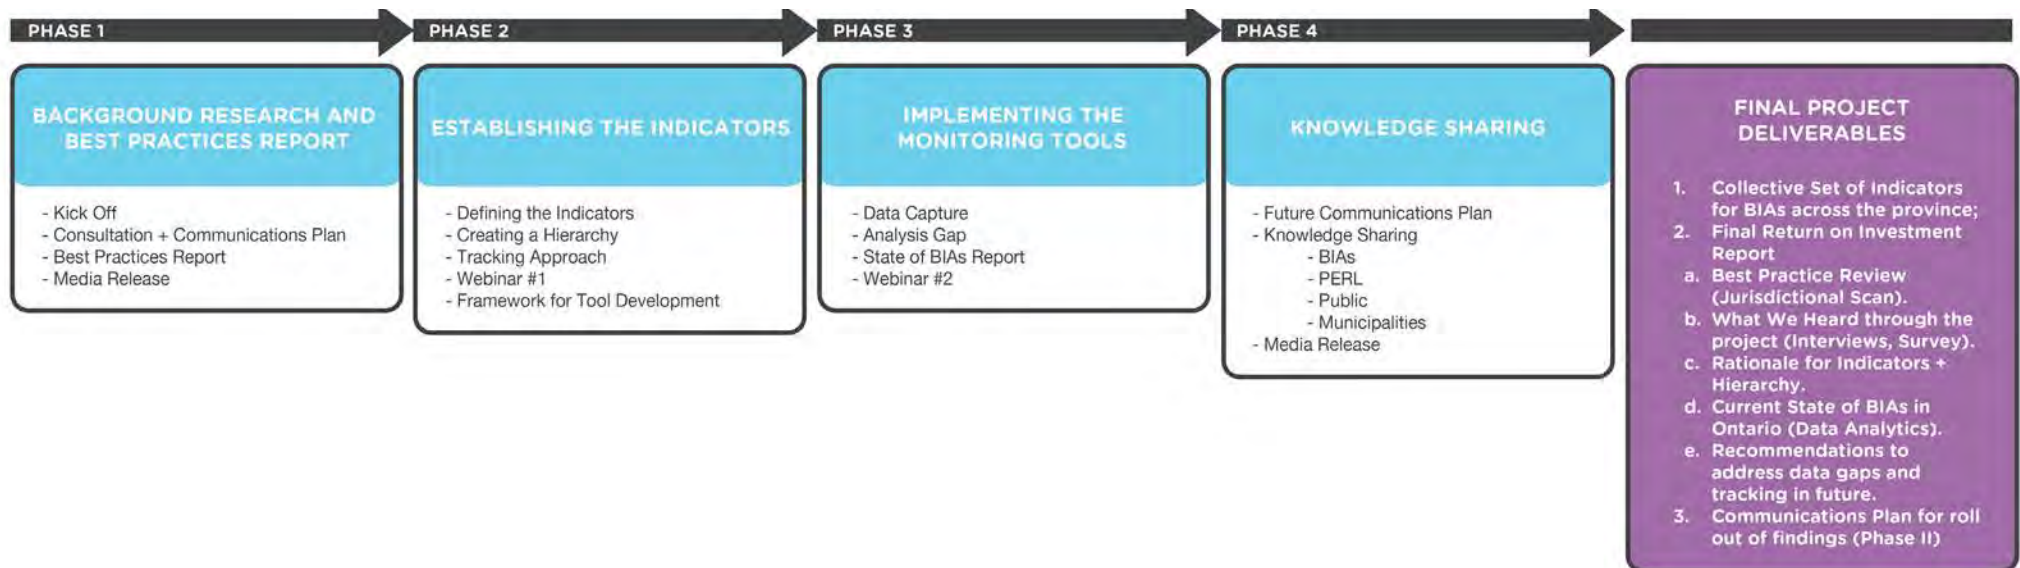 PHASE 1
BACKGROUND RESEARCH AND
BEST PRACTICES REPORT
- Kick Off
- Consultation + Communications Plan
- Best Practices Report
- Media Release
PHASE 2
ESTABLISHING THE INDICATORS
- Defining the Indicators
- Creating a Hierarchy
- Tracking Approach
- Webinar #1
- Framework for Tool Development
PHASE 3
IMPLEMENTING THE
MONITORING TOOLS
- Data Capture
- Analysis Gap
- State of BIAs Report
- Webinar #2
PHASE 4
KNOWLEDGE SHARING
- Future Communications Plan
- Knowledge Sharing
- BIAs
- PERL
- Public
- Municipalities
- Media Release
FINAL PROJECT
DELIVERABLES
1. Collective Set of Indicators
for BIAs across the province;
2. Final Return on Investment
Report
a. Best Practice Review
(Jurisdictional Scan).
b. What We Heard through the
project (Interviews, Survey).
c. Rationale for Indicators +
Hierarchy.
d. Current State of BIAs in
Ontario (Data Analytics).
e. Recommendations to
address data gaps and
tracking in future.
3. Communications Plan for roll
out of findings (Phase II)